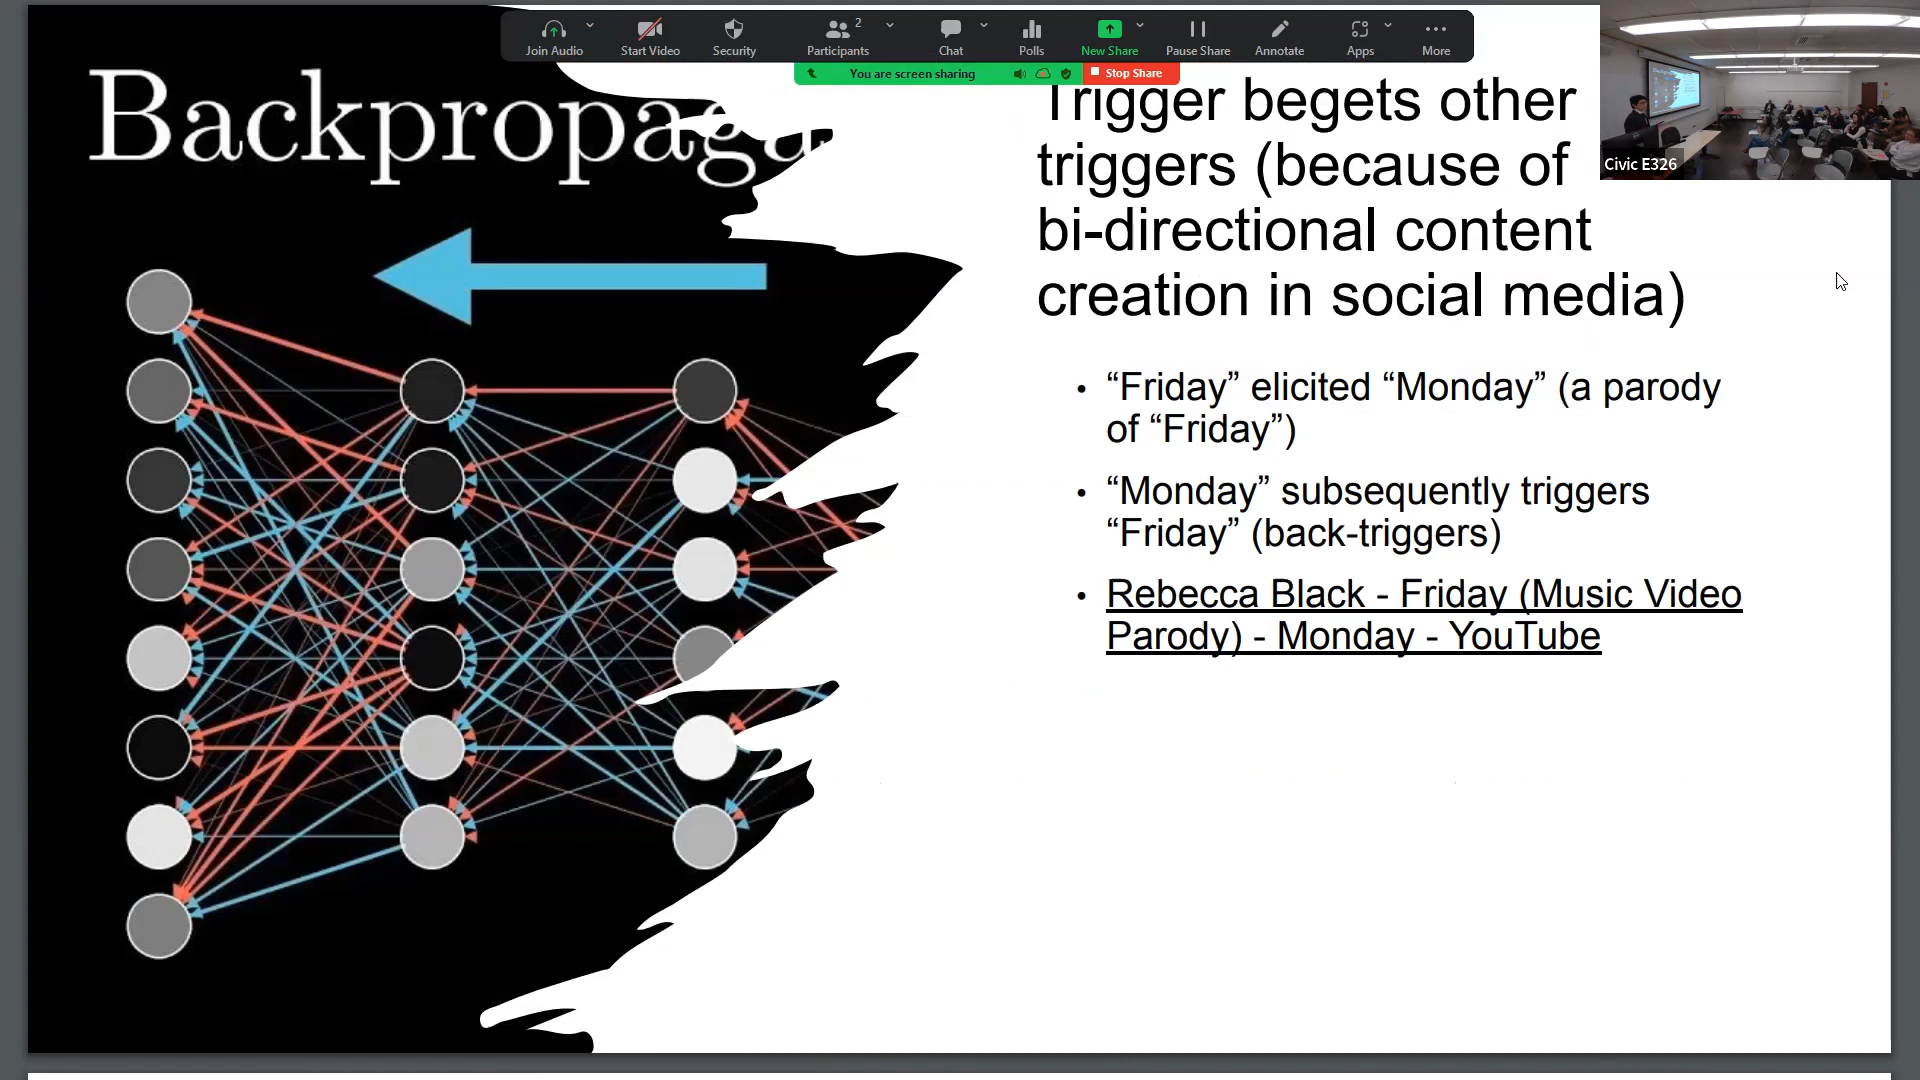 2
Join Audio
Start Video
Security
Participants
Chat
Polls
New Share
Pause Share
Annotate
Apps
More
You are screen sharing
Stop Share
Civic E326
Backpropaga
Trigger begets other
triggers (because of
bi-directional content
creation in social media)
• “Friday” elicited “Monday” (a parody
of “Friday”)
• “Monday” subsequently triggers
“Friday” (back-triggers)
• Rebecca Black - Friday (Music Video
Parody) - Monday - YouTube